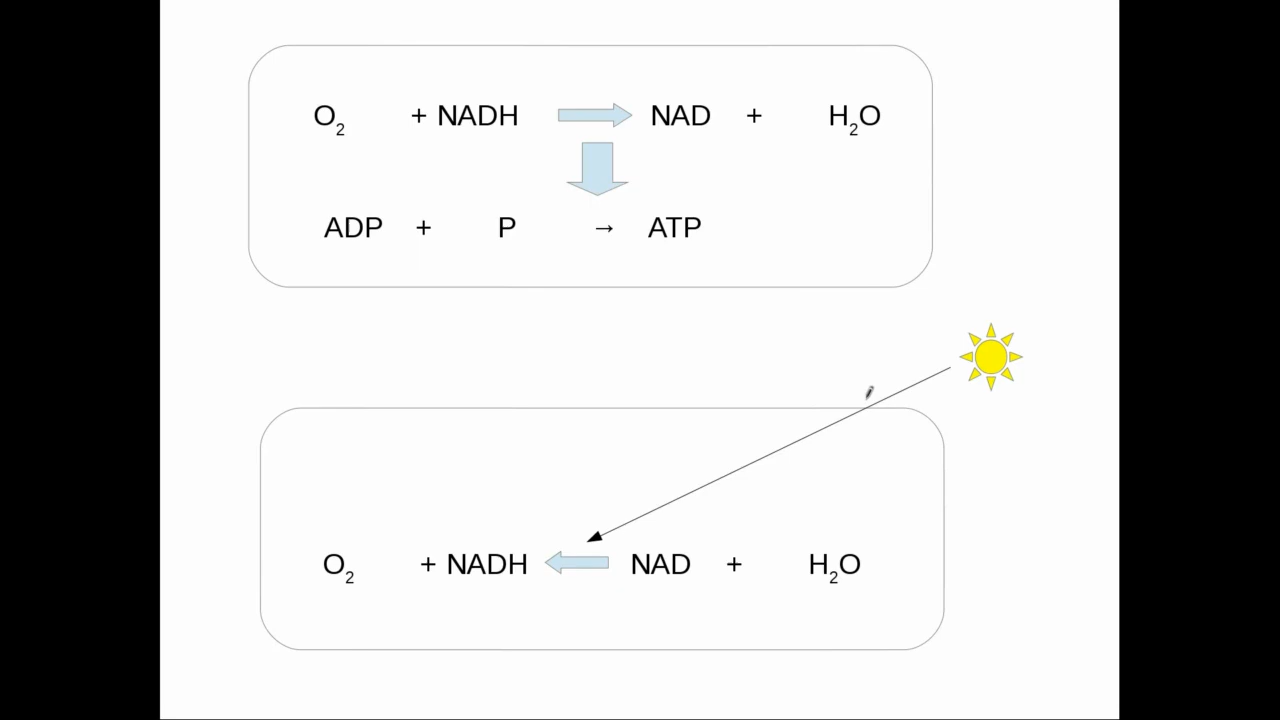 O₂ + NADH NAD + H₂O
ADP + P → ATP
O₂ + NADH NAD + H₂O